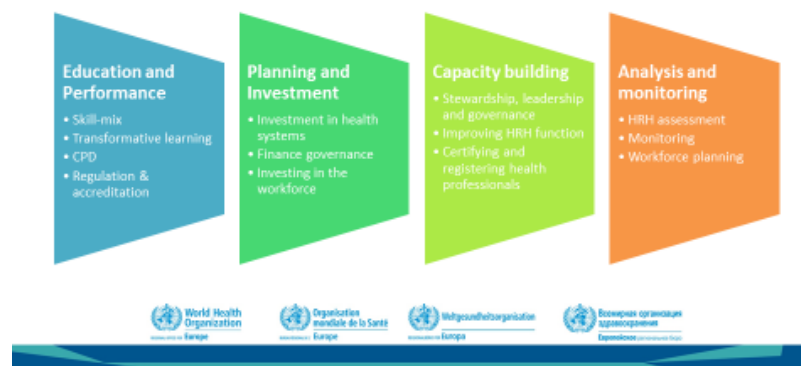 Education and
Performance
• Skill-mix
• Transformative learning
• CPD
• Regulation &
accreditation
Planning and
Investment
• Investment in health
systems
• Finance governance
• Investing in the
workforce
Capacity building
• Stewardship, leadership
and governance
• Improving HRH function
• Certifying and
registering health
professionals
Analysis and
monitoring
• HRH assessment
• Monitoring
• Workforce planning
World Health
Organization
Europe
Organisation
mondiale de la Santé
Europe
Weltgesundheitsorganisation
Europa
Всемирная организация
здравоохранения
Европейское